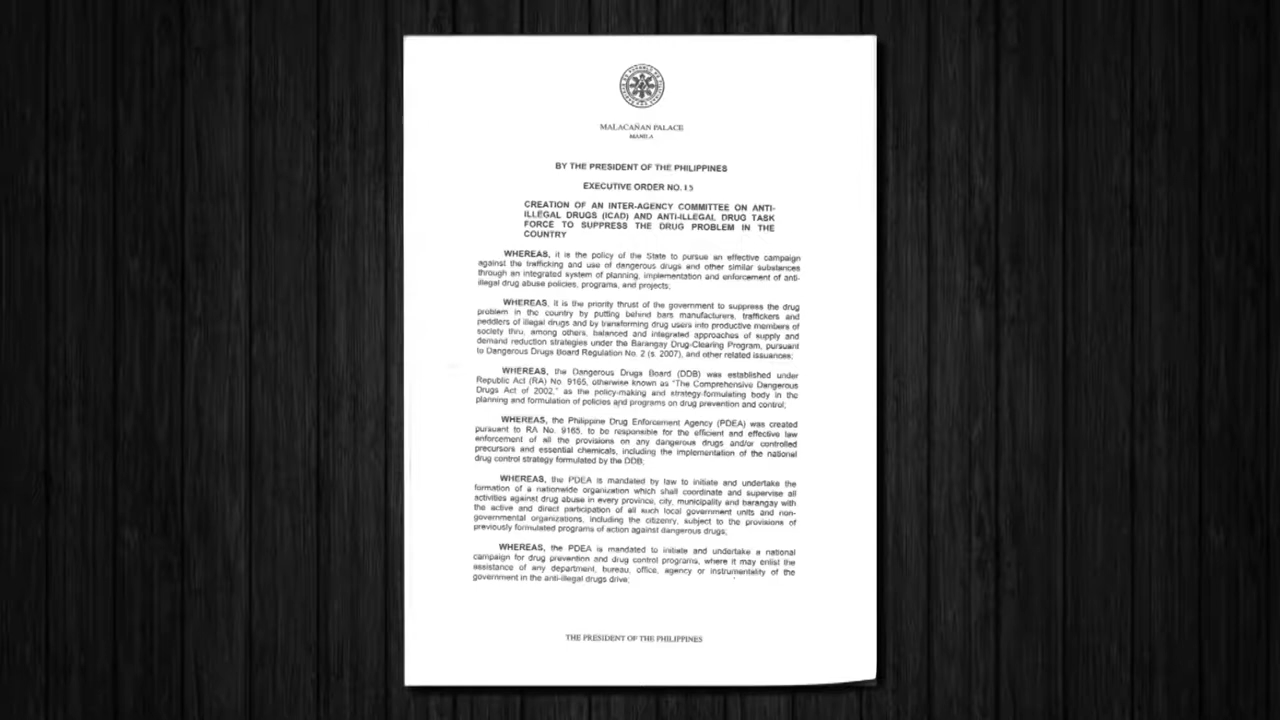 MALACAÑAN PALACE
MANILA
BY THE PRESIDENT OF THE PHILIPPINES
EXECUTIVE ORDER NO. 15
CREATION OF AN INTER-AGENCY COMMITTEE ON ANTI-
ILLEGAL DRUGS (ICAD) AND ANTI-ILLEGAL DRUG TASK
FORCE TO SUPPRESS THE DRUG PROBLEM IN THE
COUNTRY
WHEREAS, it is the policy of the State to pursue an effective campaign
against the trafficking and use of dangerous drugs and other similar substances
through an integrated system of planning, implementation and enforcement of anti-
illegal drug abuse policies, programs, and projects;
WHEREAS, it is the priority thrust of the government to suppress the drug
problem in the country by putting behind bars manufacturers, traffickers and
peddlers of illegal drugs and by transforming drug users into productive members of
society thru, among others, balanced and integrated approaches of supply and
demand reduction strategies under the Barangay Drug-Clearing Program, pursuant
to Dangerous Drugs Board Regulation No. 2 (s. 2007), and other related issuances;
WHEREAS, the Dangerous Drugs Board (DDB) was established under
Republic Act (RA) No. 9165, otherwise known as "The Comprehensive Dangerous
Drugs Act of 2002," as the policy-making and strategy-formulating body in the
planning and formulation of policies and programs on drug prevention and control;
WHEREAS, the Philippine Drug Enforcement Agency (PDEA) was created
pursuant to RA No. 9165, to be responsible for the efficient and effective law
enforcement of all the provisions on any dangerous drugs and/or controlled
precursors and essential chemicals, including the implementation of the national
drug control strategy formulated by the DDB;
WHEREAS, the PDEA is mandated by law to initiate and undertake the
formation of a nationwide organization which shall coordinate and supervise all
activities against drug abuse in every province, city, municipality and barangay with
the active and direct participation of all such local government units and non-
governmental organizations, including the citizenry, subject to the provisions of
previously formulated programs of action against dangerous drugs;
WHEREAS, the PDEA is mandated to initiate and undertake a national
campaign for drug prevention and drug control programs, where it may enlist the
assistance of any department, bureau, office, agency or instrumentality of the
government in the anti-illegal drugs drive;
THE PRESIDENT OF THE PHILIPPINES